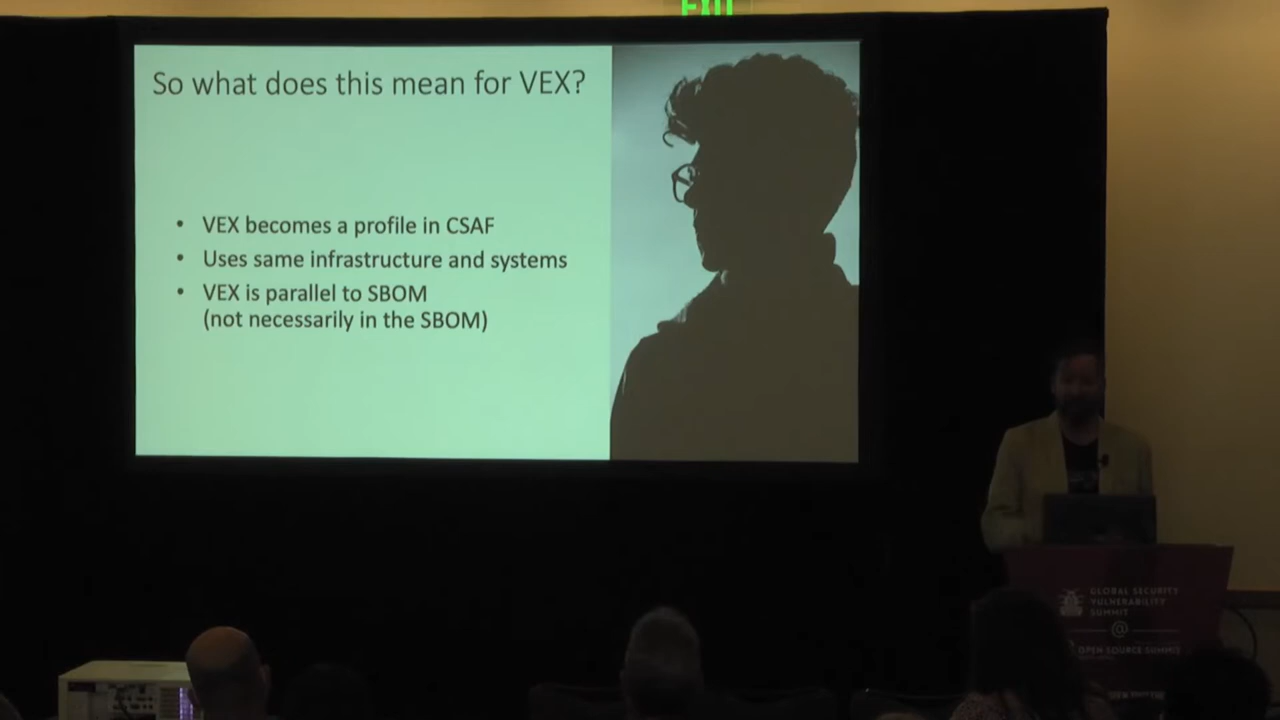 EXIT
So what does this mean for VEX?
• VEX becomes a profile in CSAF
• Uses same infrastructure and systems
• VEX is parallel to SBOM
(not necessarily in the SBOM)
GLOBAL SECURITY
VULNERABILITY
SUMMIT
@
OPEN SOURCE SUMMIT